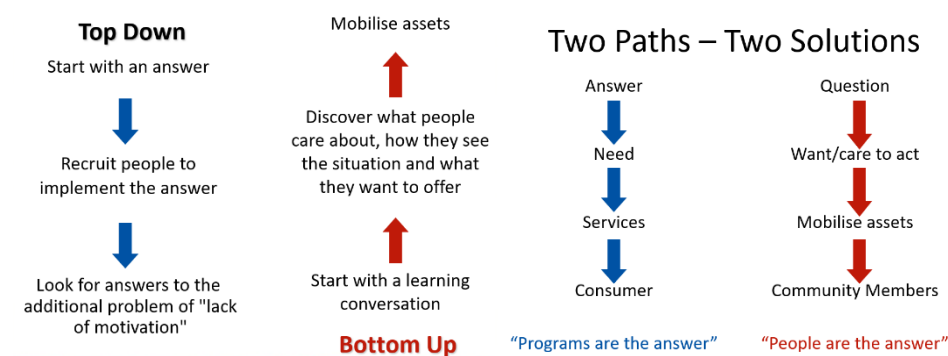 Top Down
Start with an answer
Recruit people to
implement the answer
Look for answers to the
additional problem of "lack
of motivation"
Mobilise assets
Discover what people
care about, how they see
the situation and what
they want to offer
Start with a learning
conversation
Bottom Up
Two Paths – Two Solutions
Answer
Need
Services
Consumer
“Programs are the answer”
Question
Want/care to act
Mobilise assets
Community Members
“People are the answer”